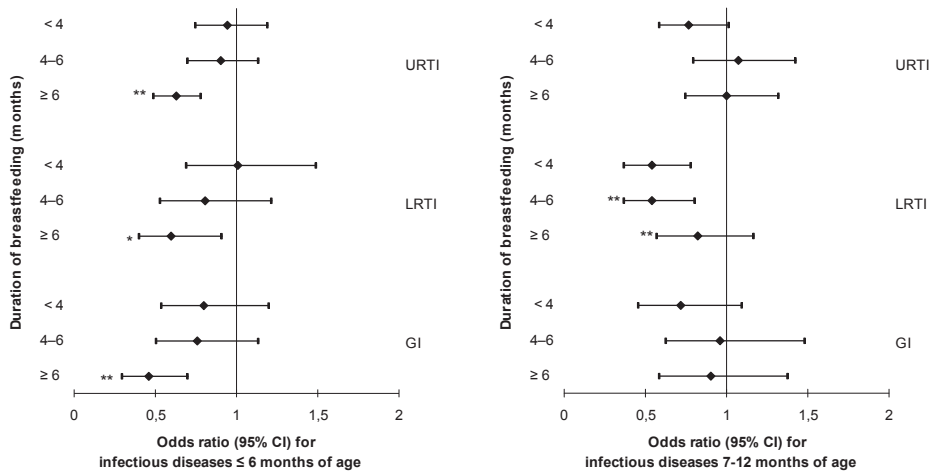 Duration of breastfeeding (months)
< 4
4–6
URTI
** ≥ 6
< 4
4–6
LRTI
≥ 6
*
< 4
4–6
GI
≥ 6
**
0 0,5 1 1,5 2
Odds ratio (95% CI) for
infectious diseases ≤ 6 months of age
Duration of breastfeeding (months)
< 4
4–6
URTI
≥ 6
< 4
4–6
**
LRTI
≥ 6
**
< 4
4–6
GI
≥ 6
0 0,5 1 1,5 2
Odds ratio (95% CI) for
infectious diseases 7-12 months of age